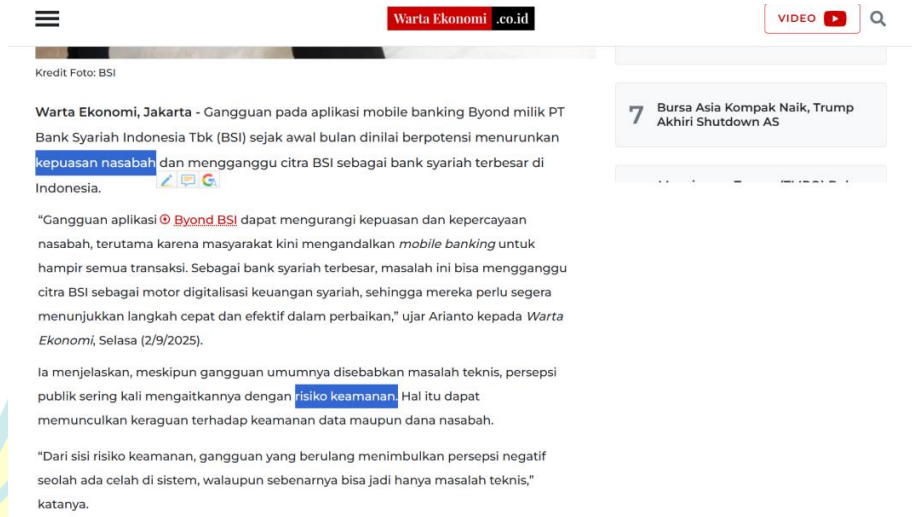 Warta Ekonomi .co.id
VIDEO
Kredit Foto: BSI
Warta Ekonomi, Jakarta - Gangguan pada aplikasi mobile banking Byond milik PT
Bank Syariah Indonesia Tbk (BSI) sejak awal bulan dinilai berpotensi menurunkan
kepuasan nasabah dan mengganggu citra BSI sebagai bank syariah terbesar di
Indonesia.
“Gangguan aplikasi Byond BSI dapat mengurangi kepuasan dan kepercayaan
nasabah, terutama karena masyarakat kini mengandalkan mobile banking untuk
hampir semua transaksi. Sebagai bank syariah terbesar, masalah ini bisa mengganggu
citra BSI sebagai motor digitalisasi keuangan syariah, sehingga mereka perlu segera
menunjukkan langkah cepat dan efektif dalam perbaikan,” ujar Arianto kepada Warta
Ekonomi, Selasa (2/9/2025).
Ia menjelaskan, meskipun gangguan umumnya disebabkan masalah teknis, persepsi
publik sering kali mengaitkannya dengan risiko keamanan. Hal itu dapat
memunculkan keraguan terhadap keamanan data maupun dana nasabah.
“Dari sisi risiko keamanan, gangguan yang berulang menimbulkan persepsi negatif
seolah ada celah di sistem, walaupun sebenarnya bisa jadi hanya masalah teknis,”
katanya.
7 Bursa Asia Kompak Naik, Trump
Akhiri Shutdown AS